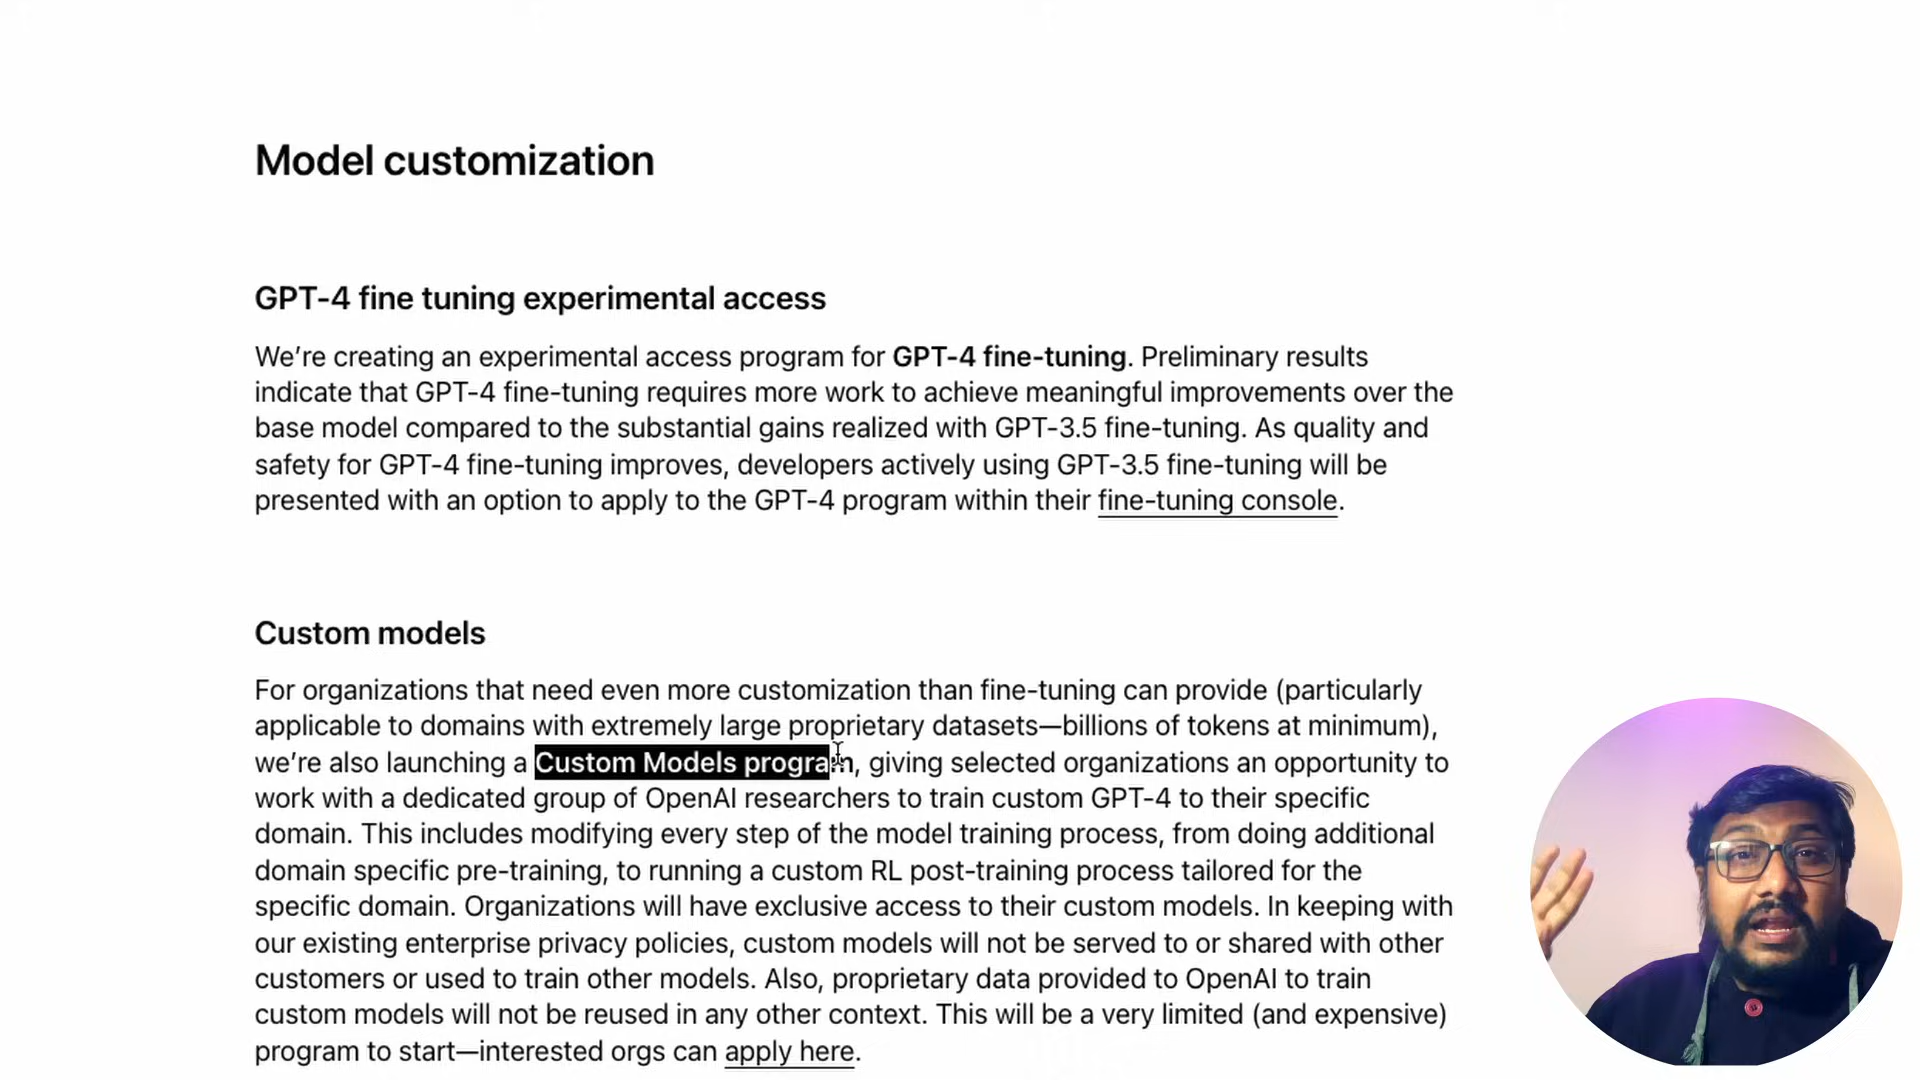 Model customization
GPT-4 fine tuning experimental access
We’re creating an experimental access program for GPT-4 fine-tuning. Preliminary results
indicate that GPT-4 fine-tuning requires more work to achieve meaningful improvements over the
base model compared to the substantial gains realized with GPT-3.5 fine-tuning. As quality and
safety for GPT-4 fine-tuning improves, developers actively using GPT-3.5 fine-tuning will be
presented with an option to apply to the GPT-4 program within their fine-tuning console.
Custom models
For organizations that need even more customization than fine-tuning can provide (particularly
applicable to domains with extremely large proprietary datasets—billions of tokens at minimum),
we’re also launching a Custom Models program, giving selected organizations an opportunity to
work with a dedicated group of OpenAI researchers to train custom GPT-4 to their specific
domain. This includes modifying every step of the model training process, from doing additional
domain specific pre-training, to running a custom RL post-training process tailored for the
specific domain. Organizations will have exclusive access to their custom models. In keeping with
our existing enterprise privacy policies, custom models will not be served to or shared with other
customers or used to train other models. Also, proprietary data provided to OpenAI to train
custom models will not be reused in any other context. This will be a very limited (and expensive)
program to start—interested orgs can apply here.